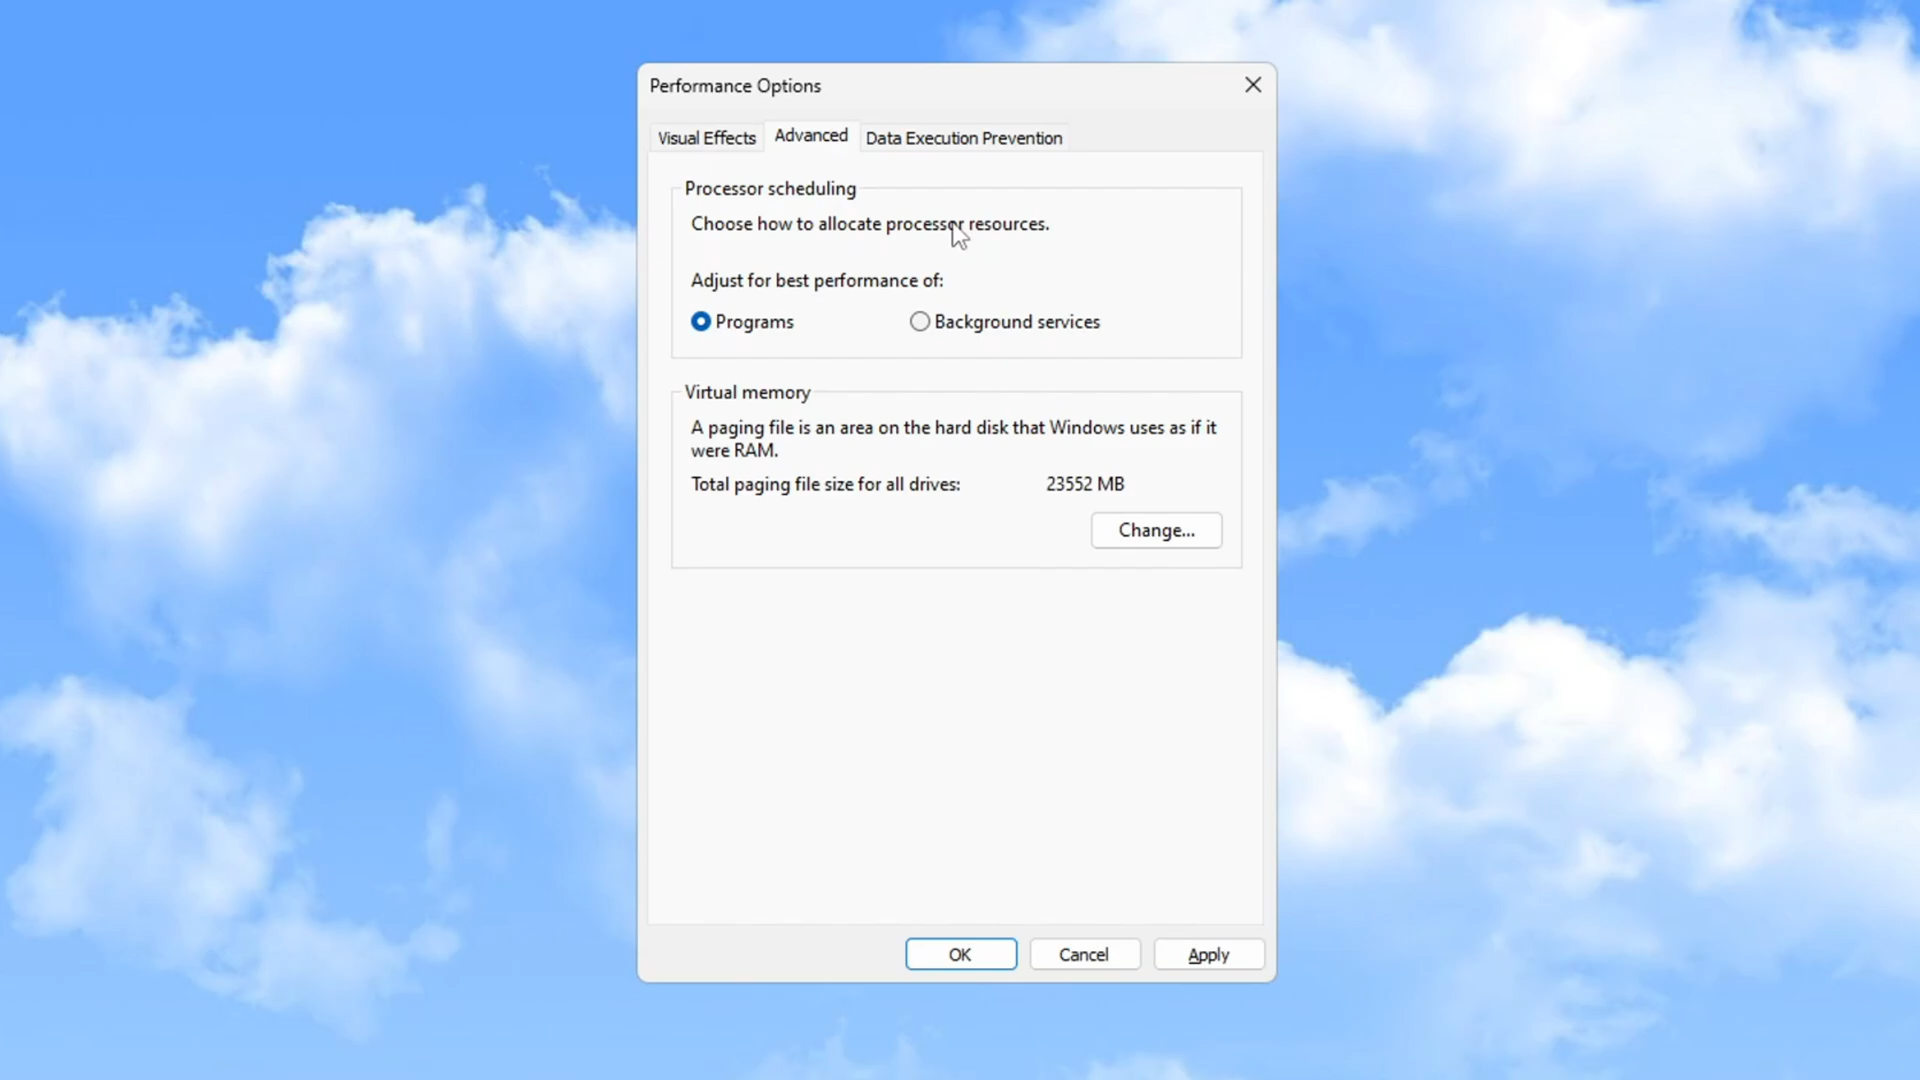 Performance Options
Visual Effects
Advanced
Data Execution Prevention
Processor scheduling
Choose how to allocate processor resources.
Adjust for best performance of:
Programs
Background services
Virtual memory
A paging file is an area on the hard disk that Windows uses as if it
were RAM.
Total paging file size for all drives: 23552 MB
Change...
OK
Cancel
Apply